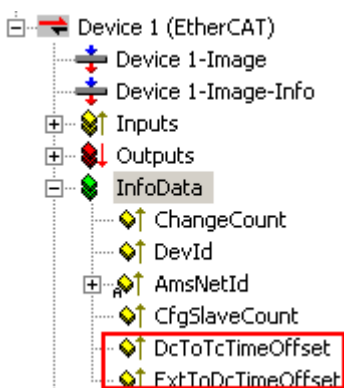 Device 1 (EtherCAT)
Device 1-Image
Device 1-Image-Info
Inputs
Outputs
InfoData
ChangeCount
DevId
AmsNetId
CfgSlaveCount
DcToTcTimeOffset
ExtToDcTimeOffset